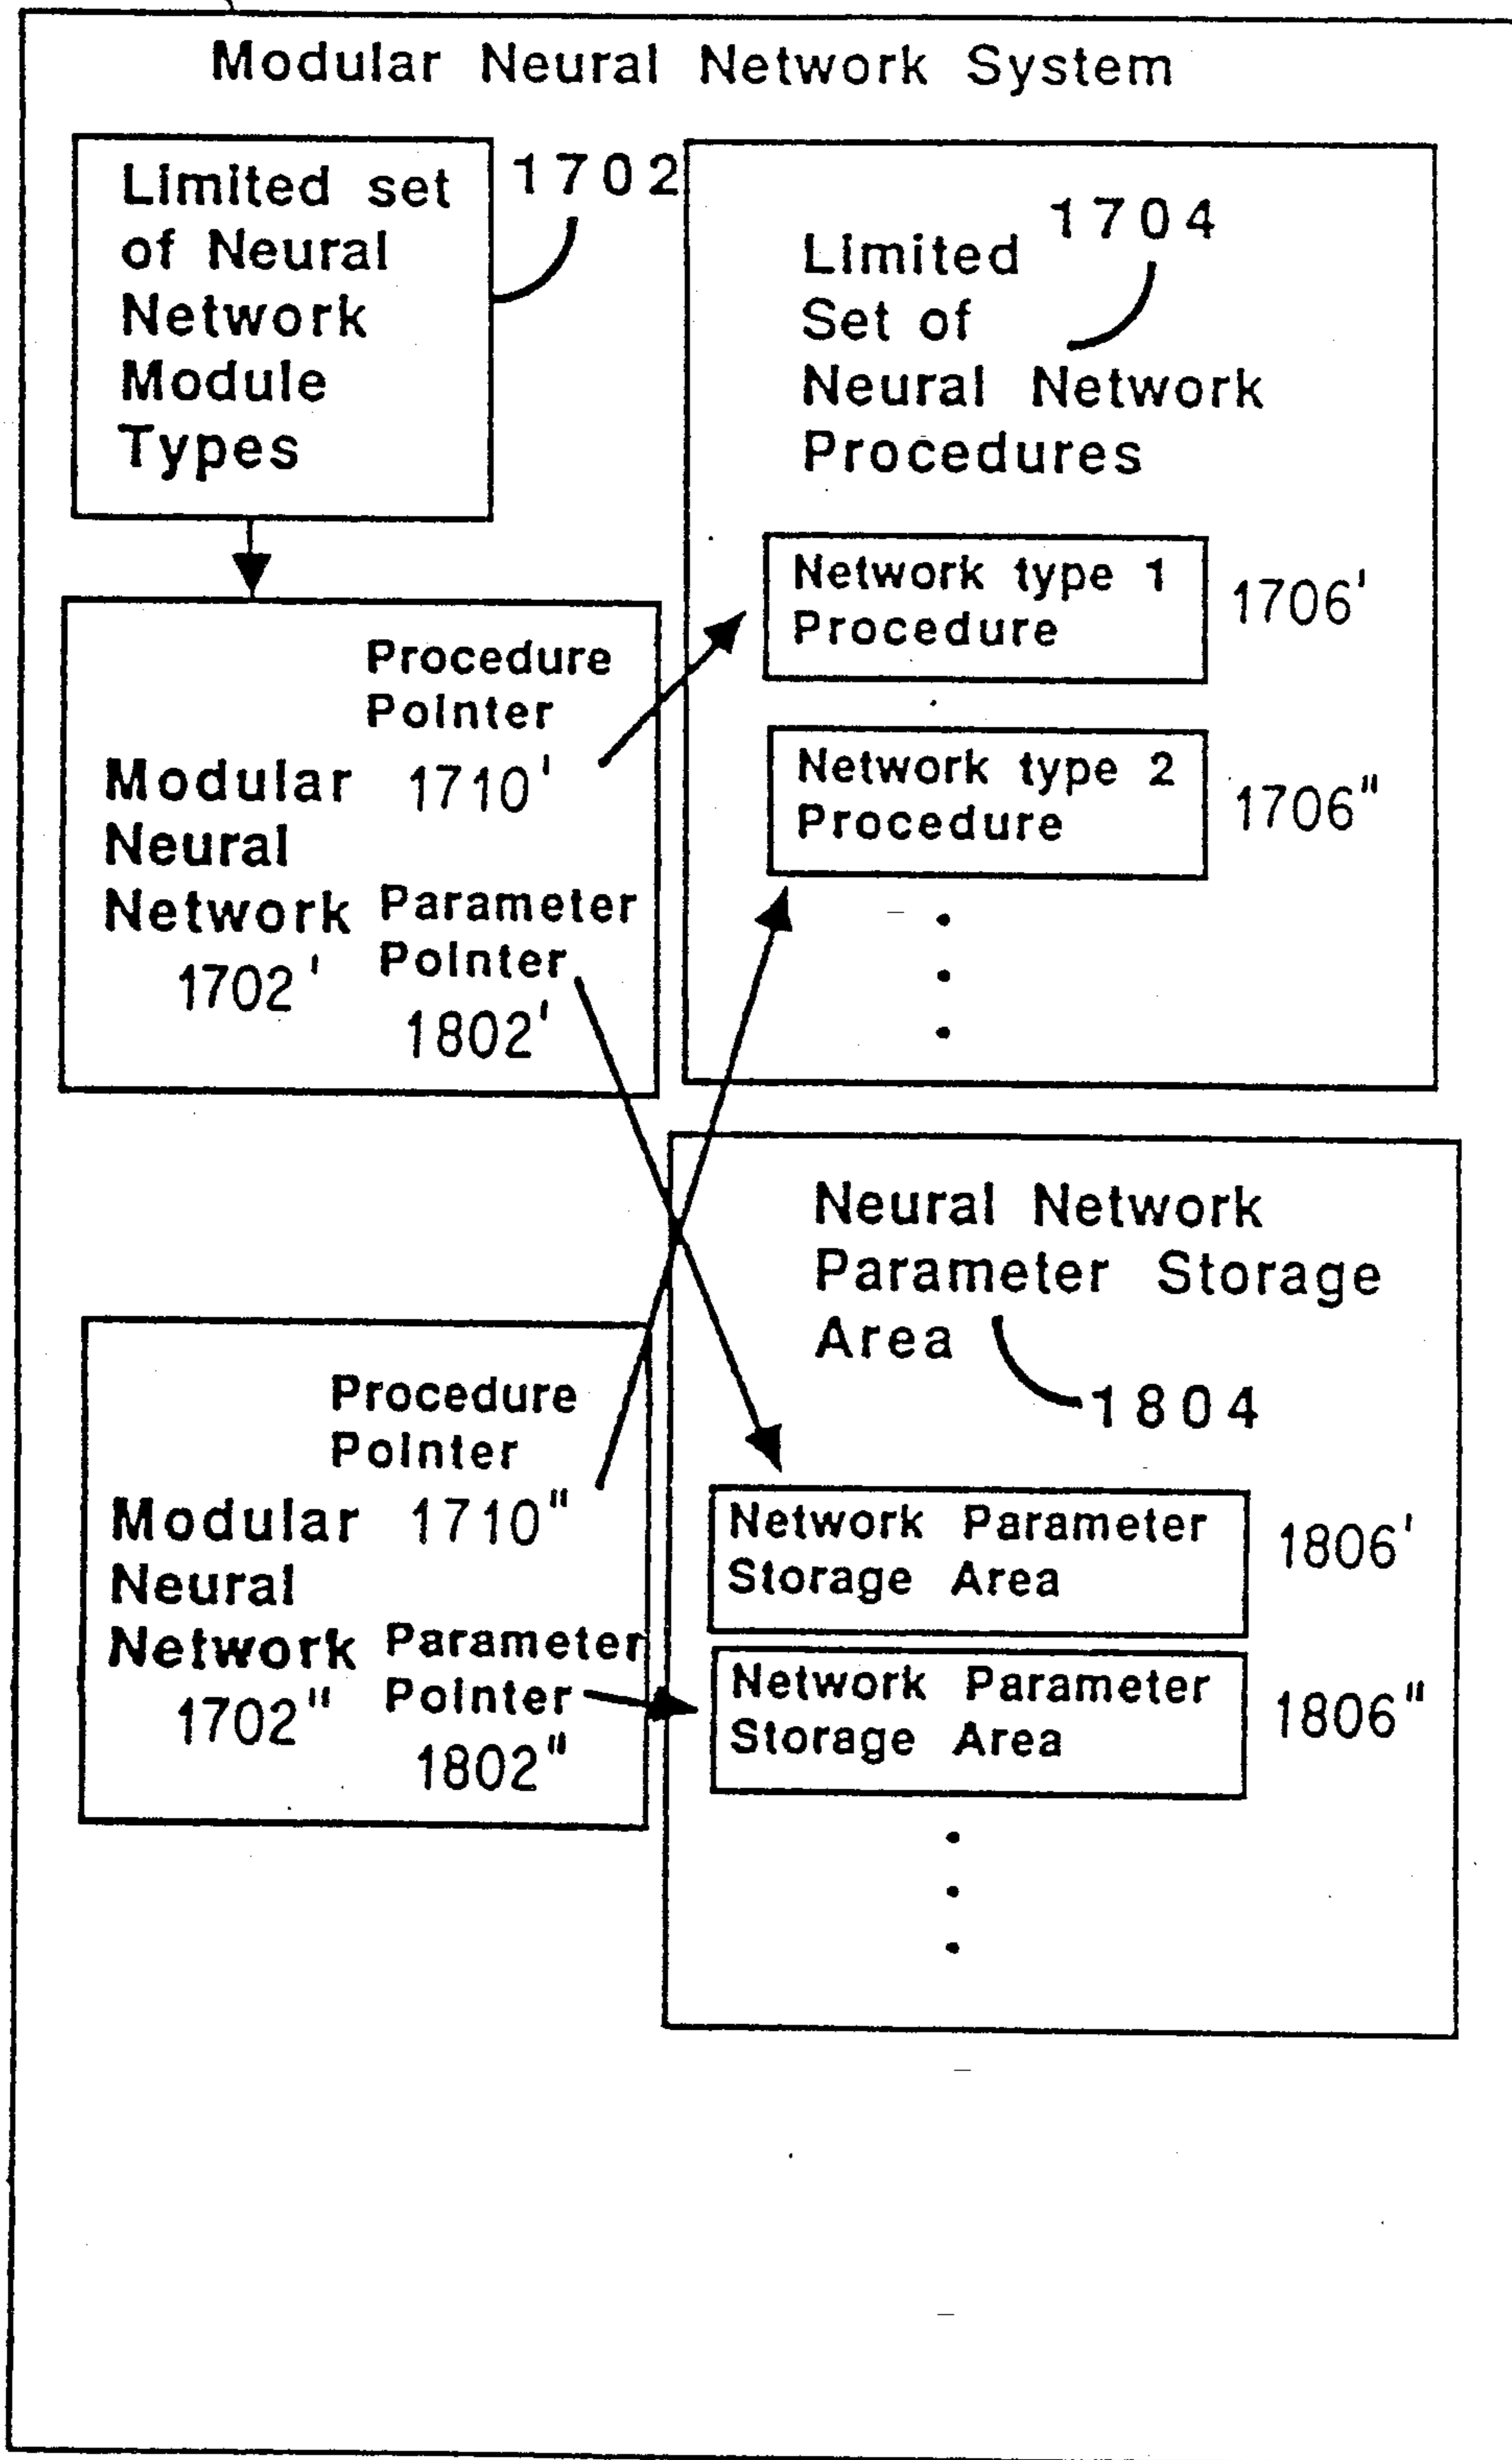 Modular Neural Network System
Limited set
of Neural
Network
Module
Types
1702
1704
Limited
Set of
Neural Network
Procedures
Network type 1
Procedure
1706'
Network type 2
Procedure
1706"
Procedure
Pointer
Modular 1710'
Neural
Network Parameter
1702' Pointer
1802'
Neural Network
Parameter Storage
Area
1804
Procedure
Pointer
Modular 1710"
Neural
Network Parameter
1702" Pointer
1802"
Network Parameter
Storage Area
1806'
Network Parameter
Storage Area
1806"